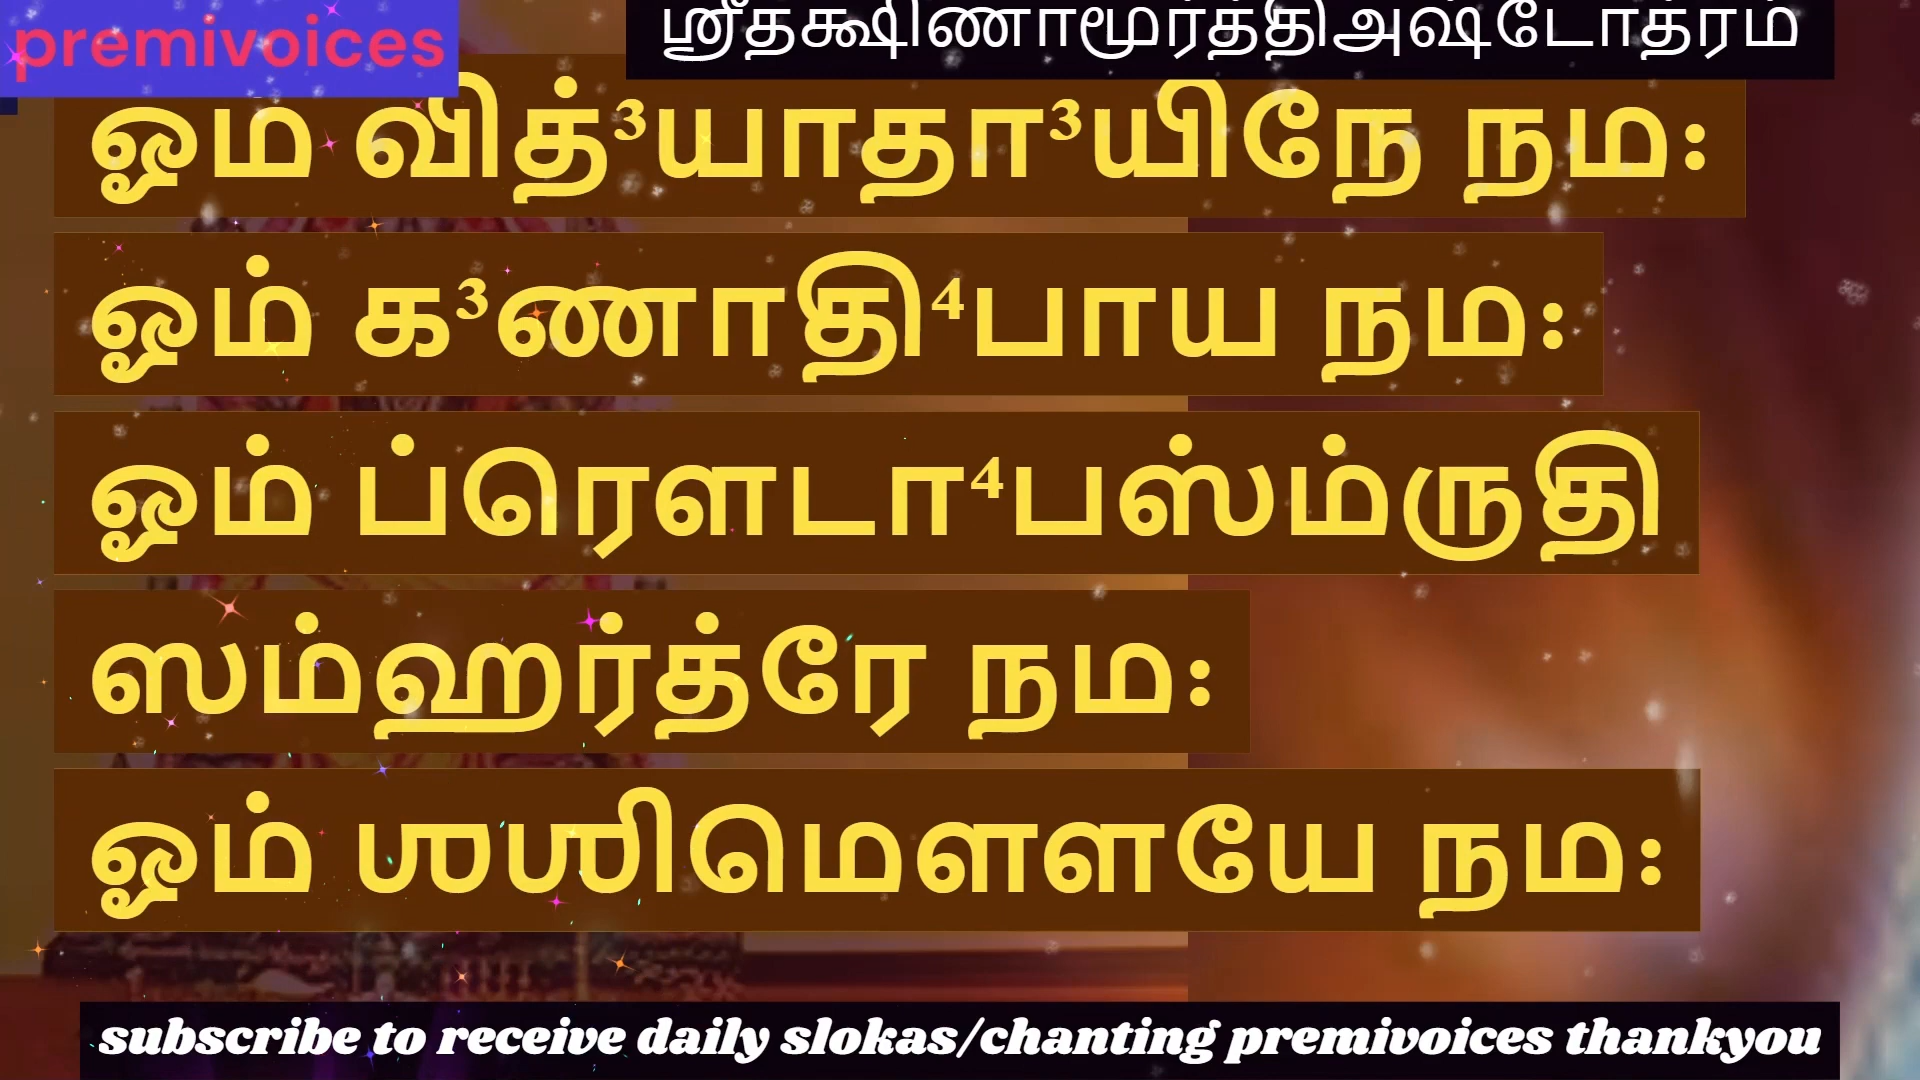 premivoices
ஶ்ரீதக்ஷிணாமூர்த்திஅஷ்டோத்ரம்
ஓம் வித்³யாதா³யிநே நம꞉
ஓம் க³ணாதி⁴பாய நம꞉
ஓம் ப்ரௌடா⁴பஸ்ம்ருதி
ஸம்ஹர்த்ரே நம꞉
ஓம் ஶஶிமௌளயே நம꞉
subscribe to receive daily slokas/chanting premivoices thankyou